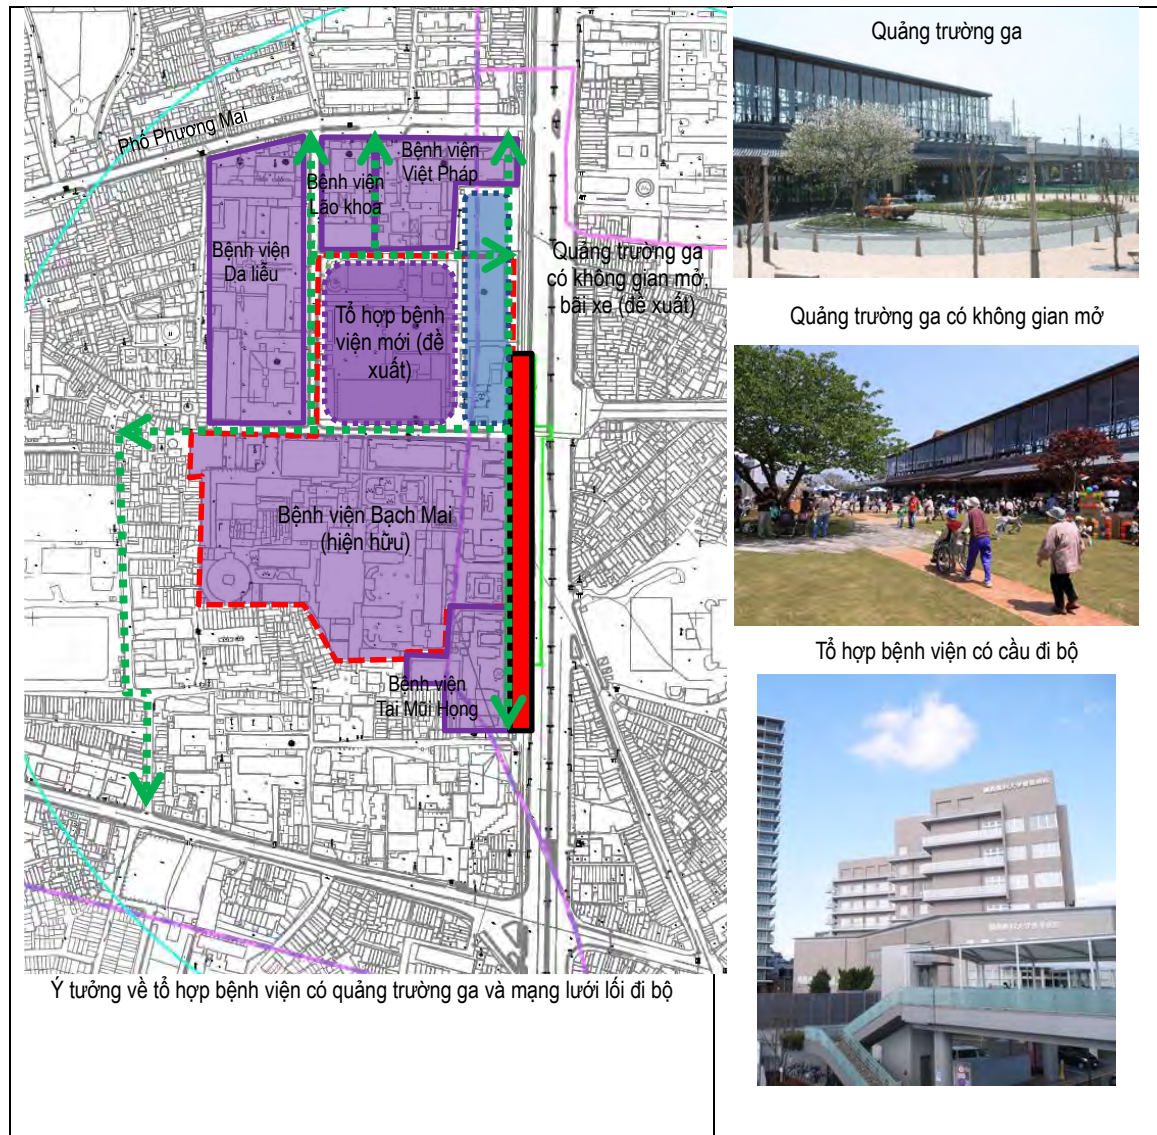 Phố Phương Mai
Bệnh viện
Việt Pháp
Bệnh viện
Lão khoa
Bệnh viện
Da liễu
Quảng trường ga
có không gian mở,
bãi xe (đề xuất)
Tổ hợp bệnh
viện mới (đề
xuất)
Bệnh viện Bạch Mai
(hiện hữu)
Bệnh viện
Tai Mũi Họng
Ý tưởng về tổ hợp bệnh viện có quảng trường ga và mạng lưới lối đi bộ
Quảng trường ga
Quảng trường ga có không gian mở
Tổ hợp bệnh viện có cầu đi bộ